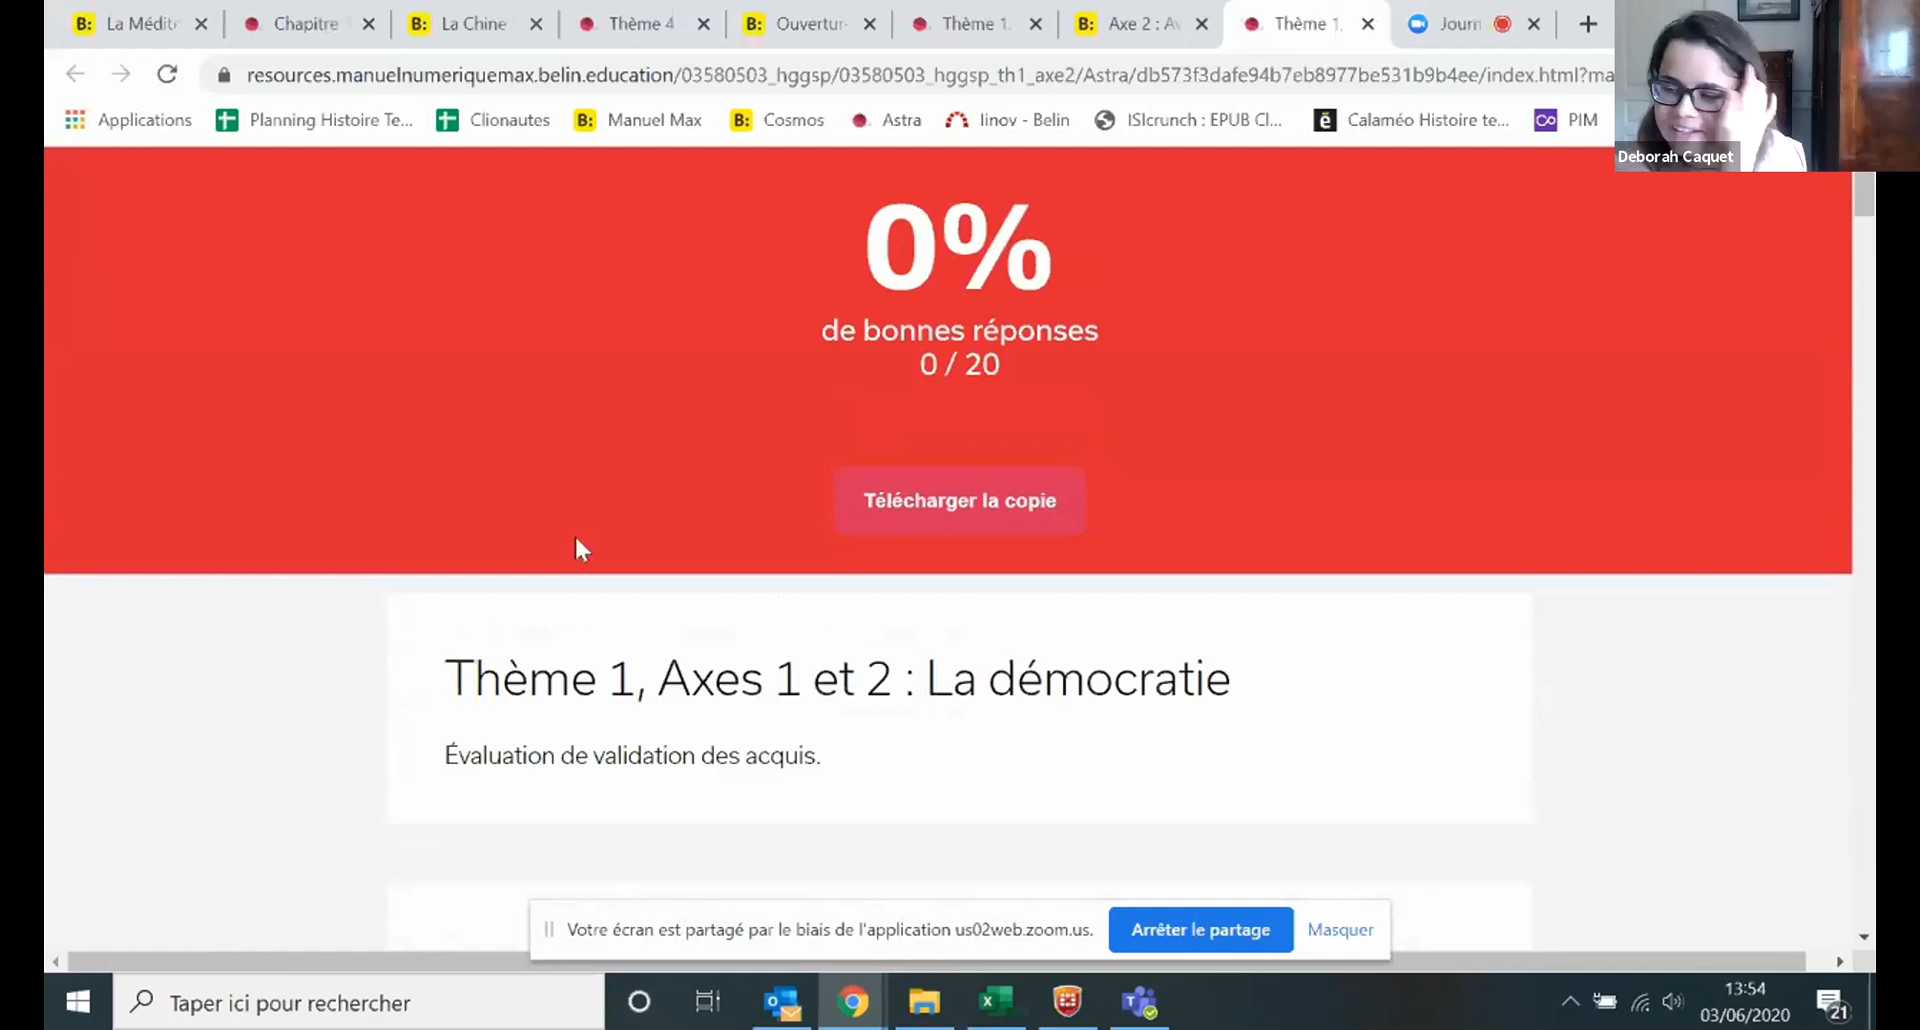 B: La Médite
Chapitre
B: La Chine
Thème 4
B: Ouvertur
Thème 1.
B: Axe 2 : A
Thème 1,
Journ
resources.manuelnumeriquemax.belin.education/03580503_hggsp/03580503_hggsp_th1_axe2/Astra/db573f3dafe94b7eb8977be531b9b4ee/index.html?ma
Applications
Planning Histoire Te...
Clionautes
B: Manuel Max
B: Cosmos
Astra
Iinov - Belin
ISIcrunch : EPUB Cl...
ē Calaméo Histoire te...
PIM
Deborah Caquet
0%
de bonnes réponses
0 / 20
Télécharger la copie
Thème 1, Axes 1 et 2 : La démocratie
Évaluation de validation des acquis.
Votre écran est partagé par le biais de l'application us02web.zoom.us.
Arrêter le partage
Masquer
Taper ici pour rechercher
13:54
03/06/2020
21